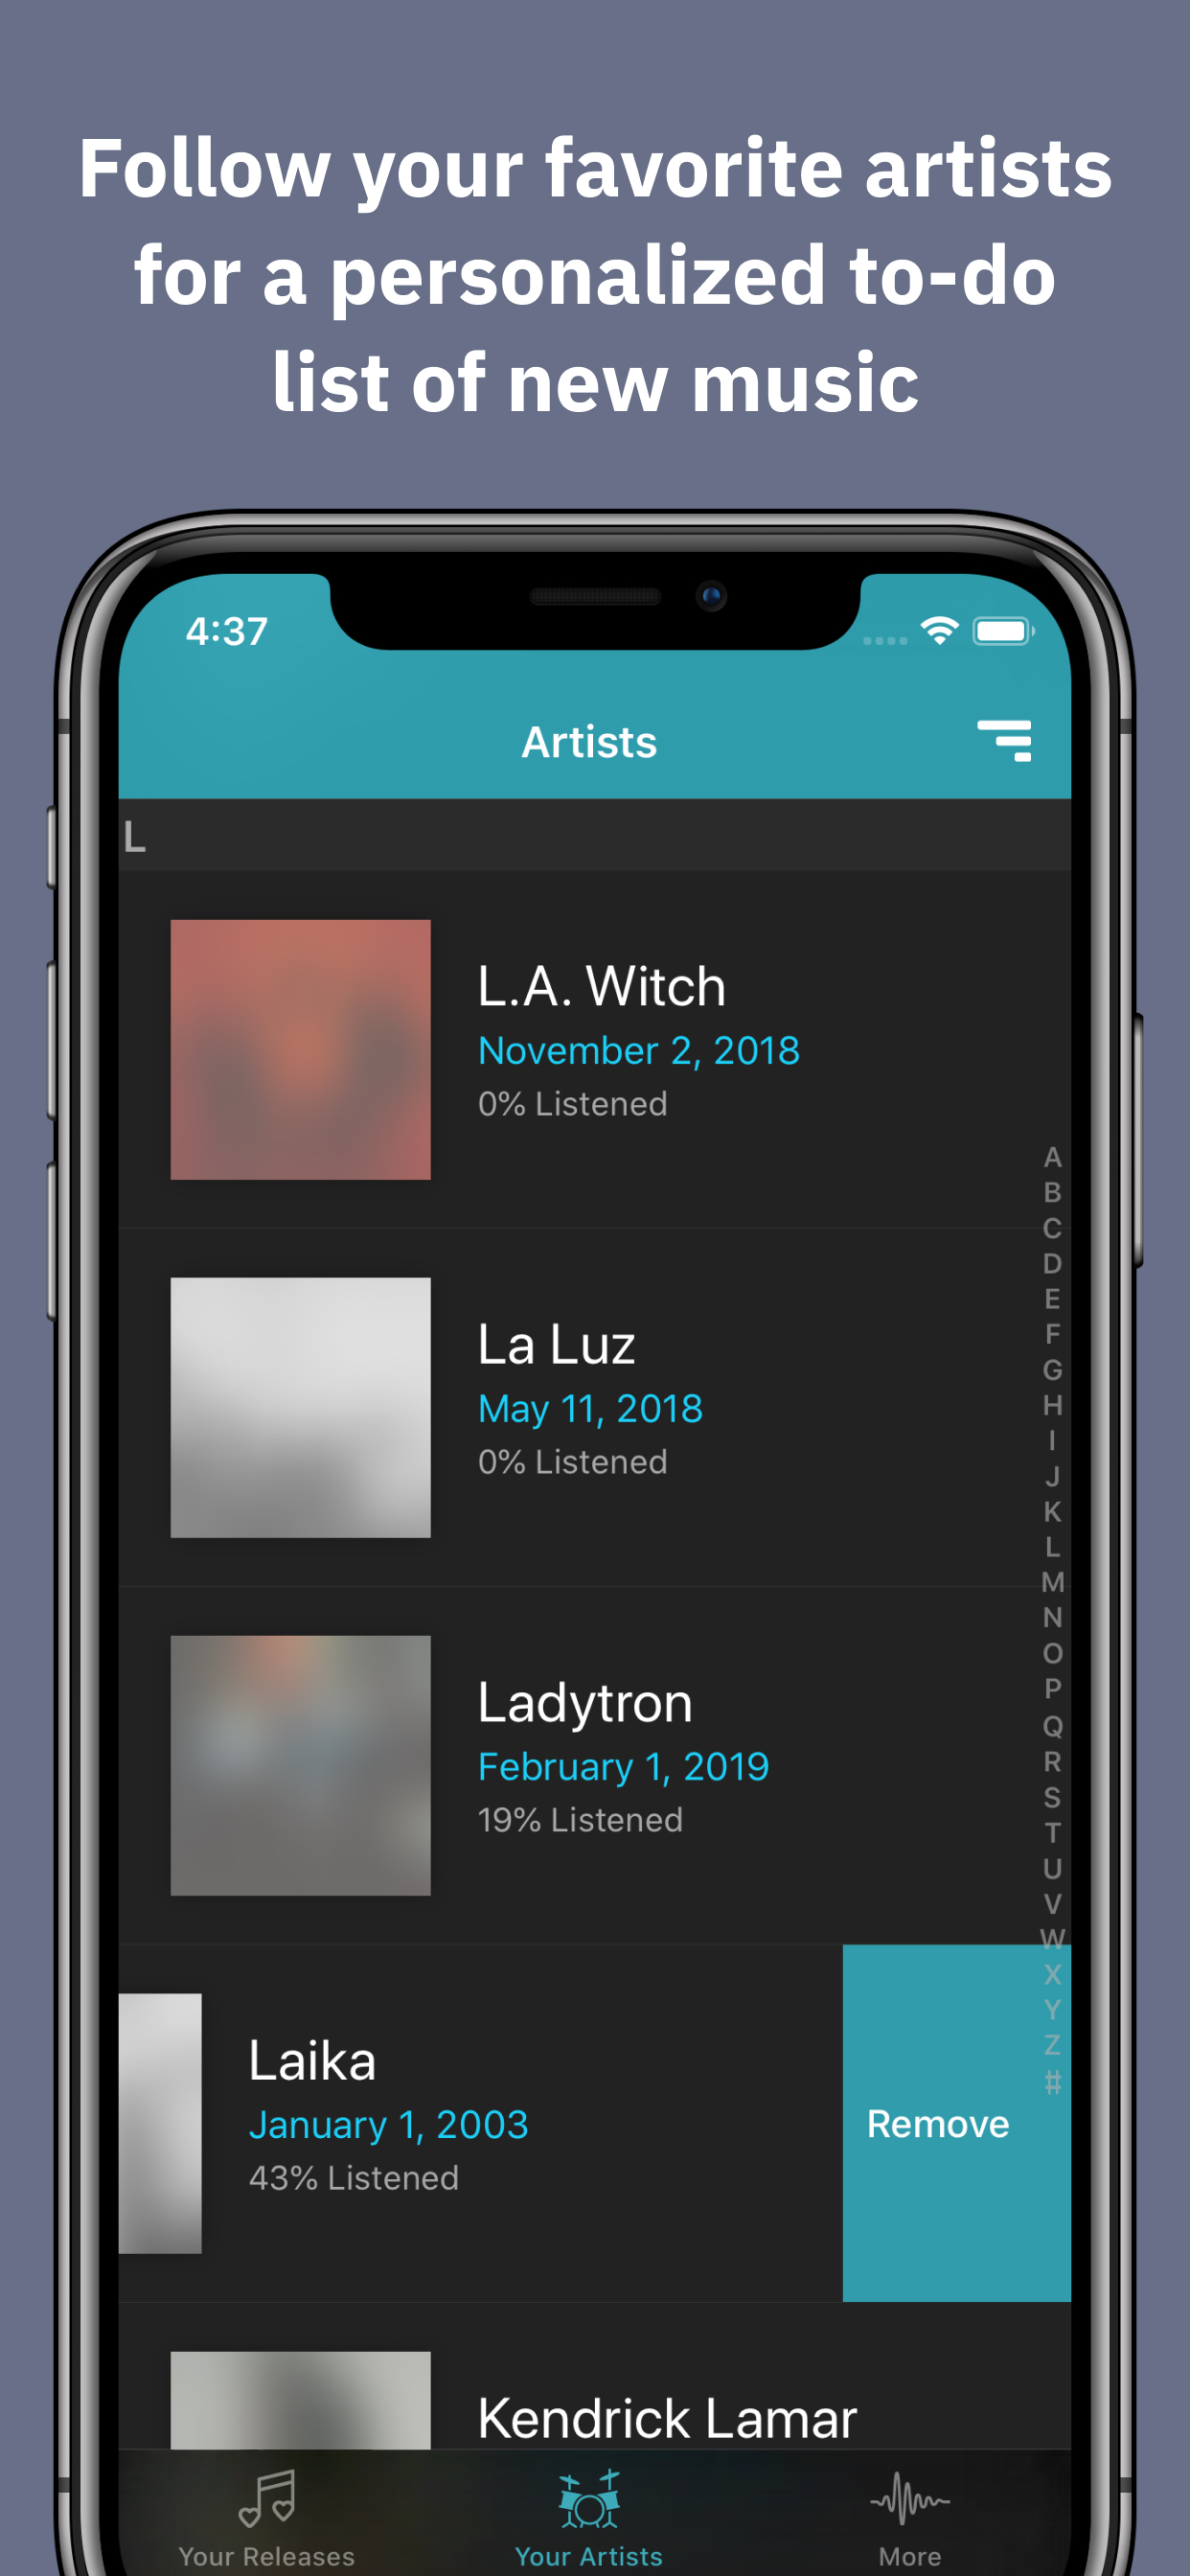 Follow your favorite artists
for a personalized to-do
list of new music
4:37
Artists
L
L.A. Witch
November 2, 2018
0% Listened
La Luz
May 11, 2018
0% Listened
Ladytron
February 1, 2019
19% Listened
Laika
January 1, 2003
43% Listened
Remove
Kendrick Lamar
A
B
C
D
E
F
G
H
I
J
K
L
M
N
O
P
Q
R
S
T
U
V
W
X
Y
Z
#
Your Releases
Your Artists
More